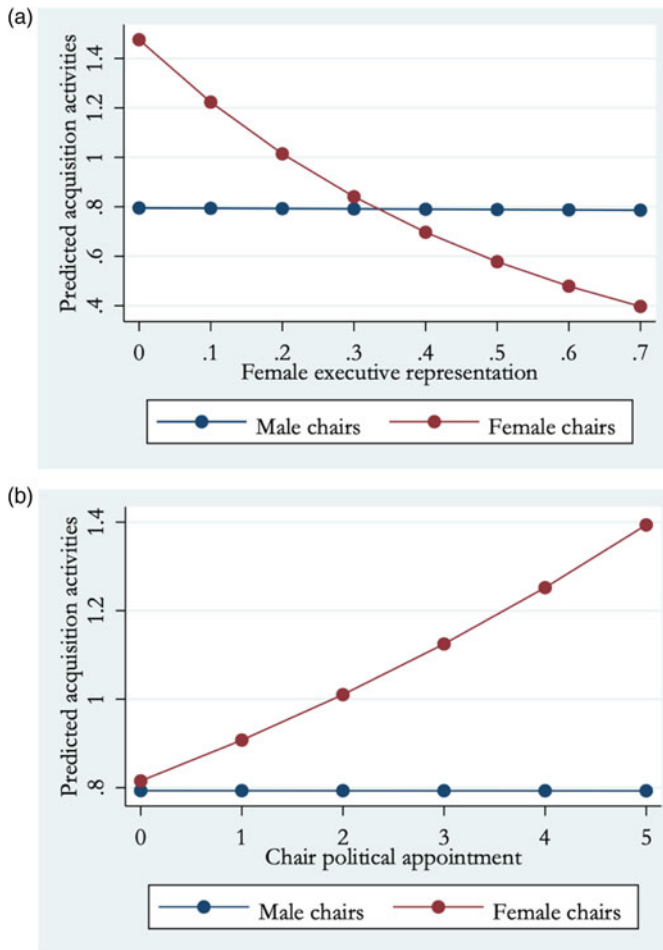 (a)
Predicted acquisition activities
1.4
1.2
1
.8
.6
.4
0 .1 .2 .3 .4 .5 .6 .7
Female executive representation
Male chairs Female chairs
(b)
Predicted acquisition activities
1.4
1.2
1
.8
0 1 2 3 4 5
Chair political appointment
Male chairs Female chairs